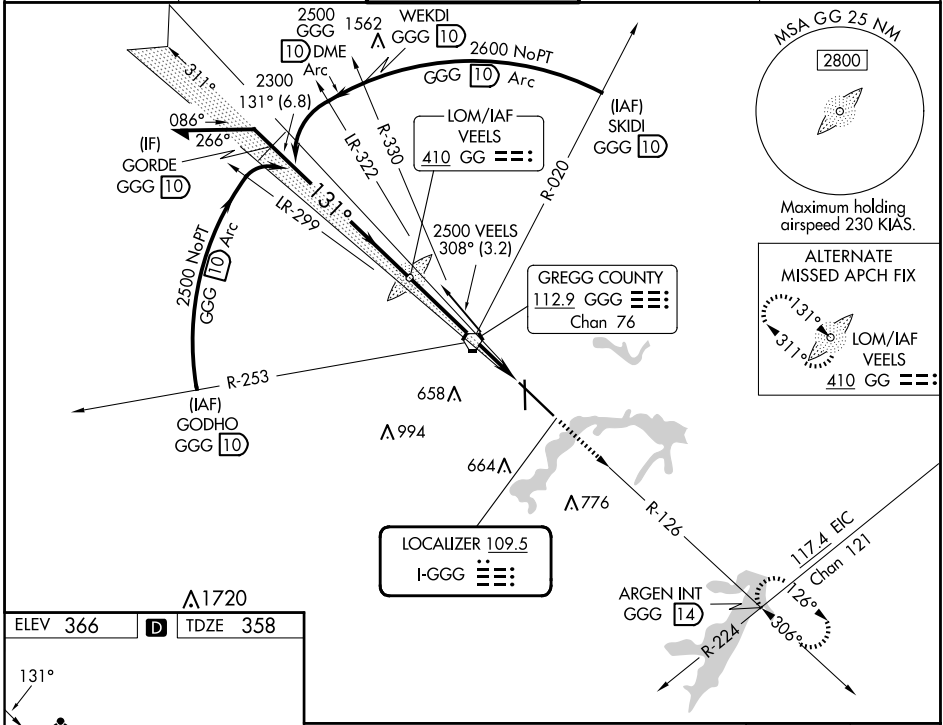 2500
GGG
10 DME
Arc
1562
WEKDI
GGG 10
2600 NoPT
GGG 10 Arc
MSA GG 25 NM
2800
Maximum holding
airspeed 230 KIAS.
311°
2300
131° (6.8)
LOM/IAF
VEELS
410 GG
(IAF)
SKIDI
GGG 10
086°
266°
(IF)
GORDE
GGG 10
LR-322
R-330
R-020
131°
LR-299
2500 NoPT
GGG 10 Arc
2500 VEELS
308° (3.2)
GREGG COUNTY
112.9 GGG
Chan 76
ALTERNATE
MISSED APCH FIX
131°
311°
LOM/IAF
VEELS
410 GG
R-253
(IAF)
GODHO
GGG 10
658
994
664
776
LOCALIZER 109.5
I-GGG
R-126
117.4 EIC
Chan 121
ARGEN INT
GGG 14
126°
306°
R-224
1720
ELEV 366
D
TDZE 358
131°